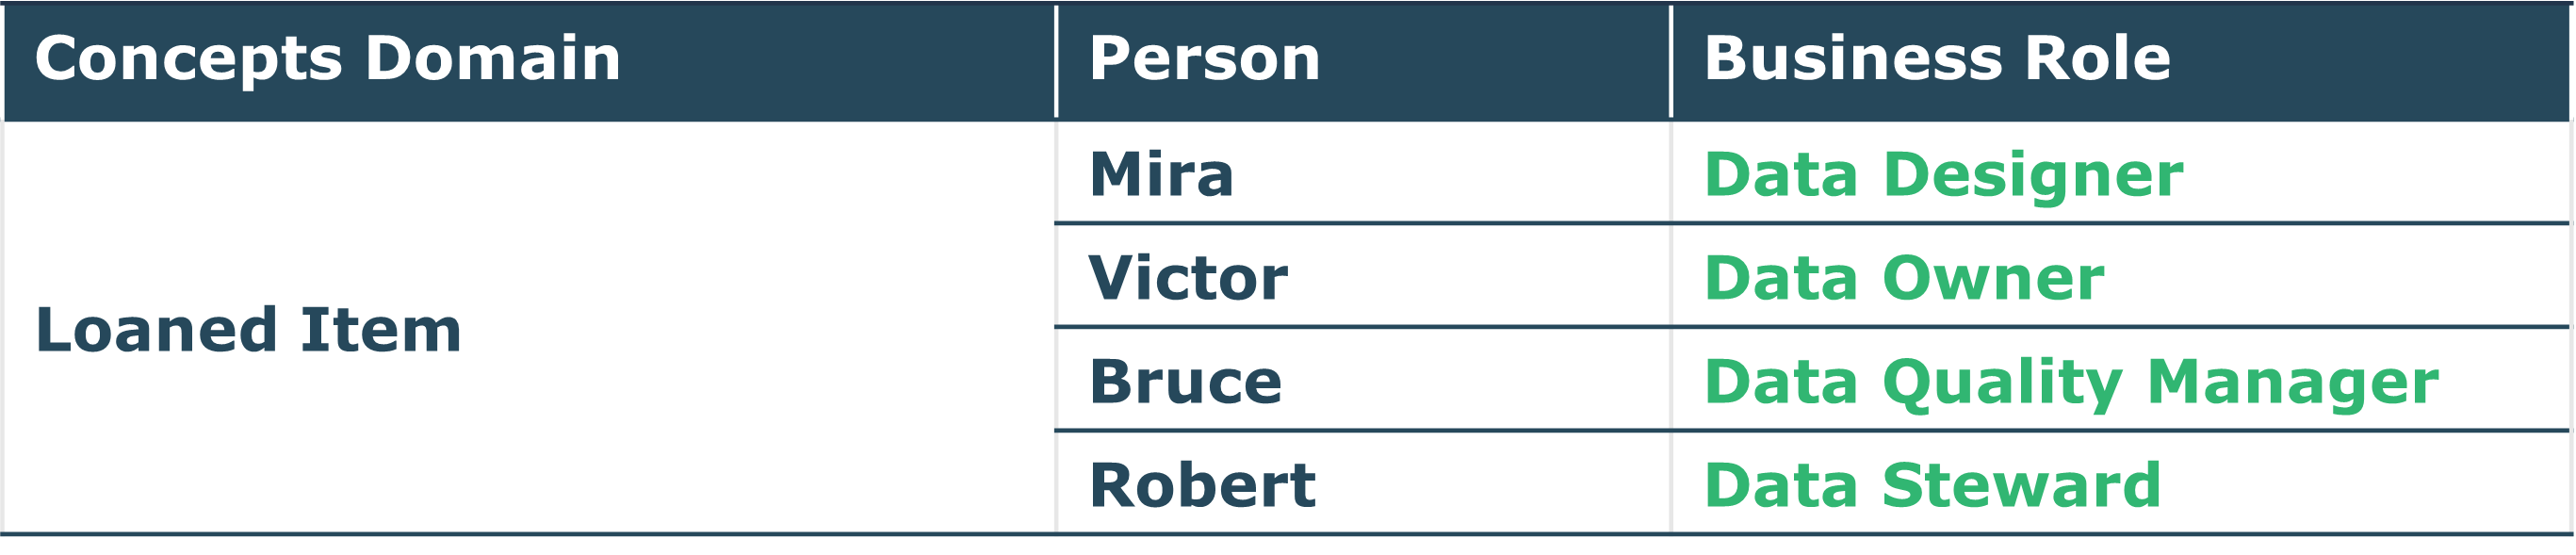 Concepts Domain Person Business Role
Mira Data Designer
Victor Data Owner
Loaned Item
Bruce Data Quality Manager
Robert Data Steward